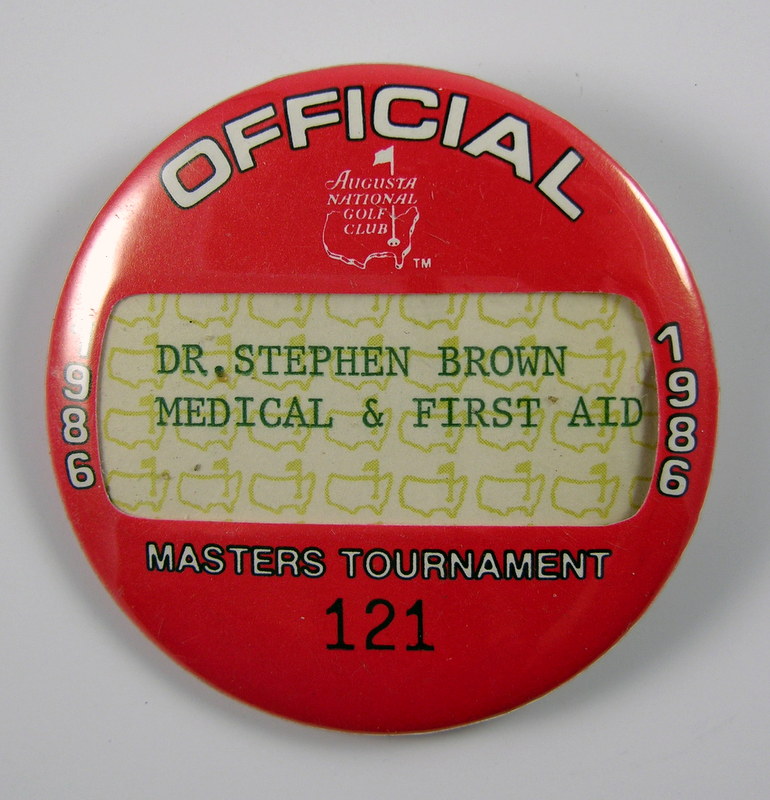 OFFICIAL
AUGUSTA
NATIONAL
GOLF
CLUB
TM
DR. STEPHEN BROWN
MEDICAL & FIRST AID
986
1986
MASTERS TOURNAMENT
121